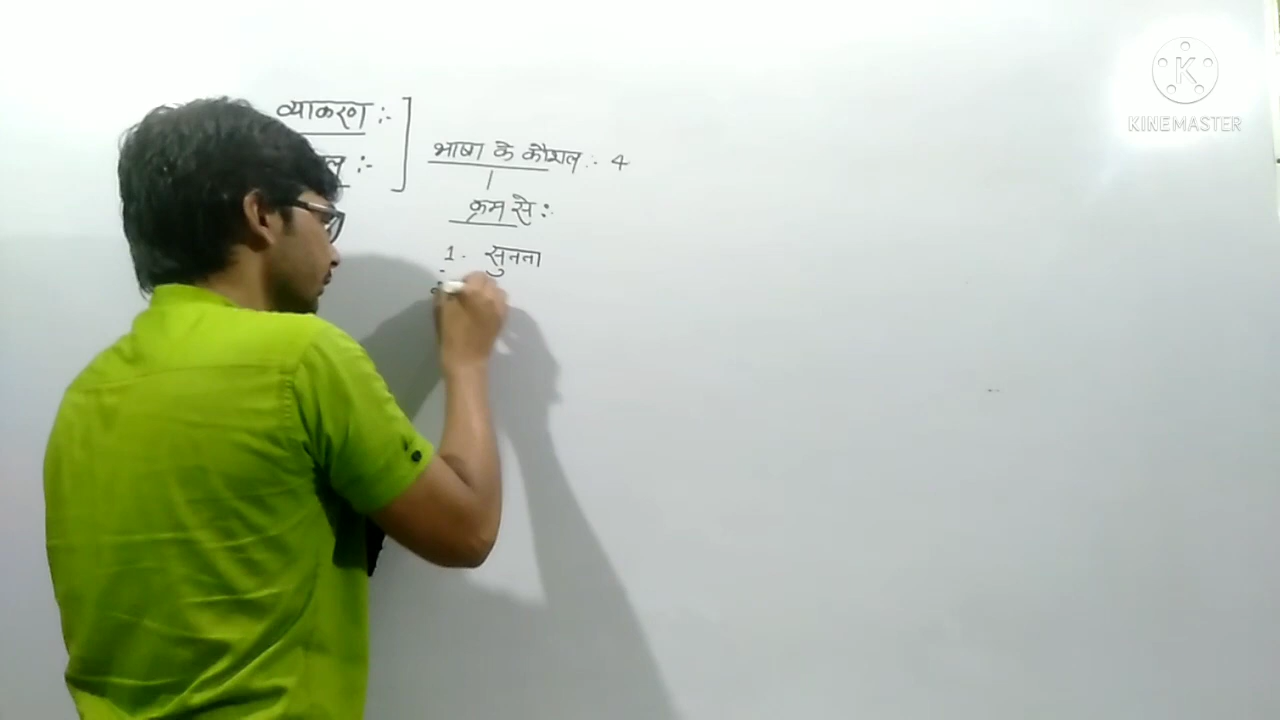 व्याकरण :-
:-
भाषा के कौशल :- 4
क्रम से :-
1. सुनना
KINEMASTER